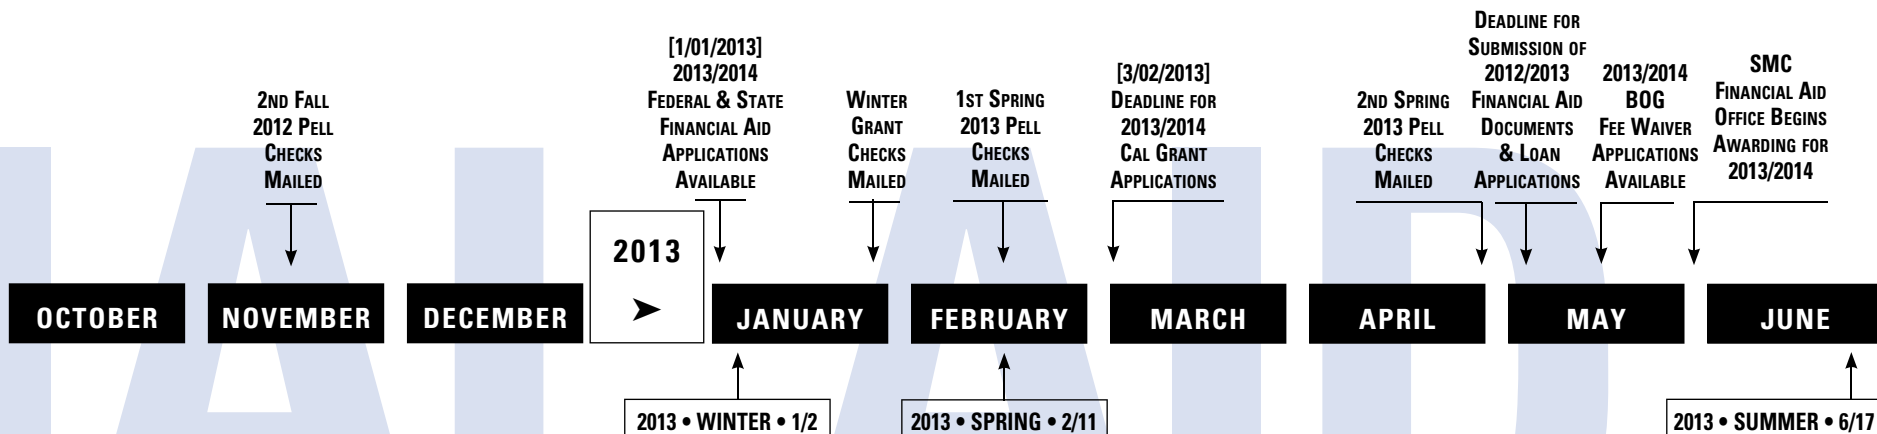 2nd Fall
2012 Pell
Checks
Mailed
[1/01/2013]
2013/2014
Federal & State
Financial Aid
Applications
Available
Winter
Grant
Checks
Mailed
1st Spring
2013 Pell
Checks
Mailed
[3/02/2013]
Deadline for
2013/2014
Cal Grant
Applications
2nd Spring
2013 Pell
Checks
Mailed
Deadline for
Submission of
2012/2013
Financial Aid
Documents
& Loan
Applications
2013/2014
BOG
Fee Waiver
Applications
Available
SMC
Financial Aid
Office Begins
Awarding for
2013/2014
OCTOBER
NOVEMBER
DECEMBER
2013
JANUARY
FEBRUARY
MARCH
APRIL
MAY
JUNE
2013 • WINTER • 1/2
2013 • SPRING • 2/11
2013 • SUMMER • 6/17
IAL AID